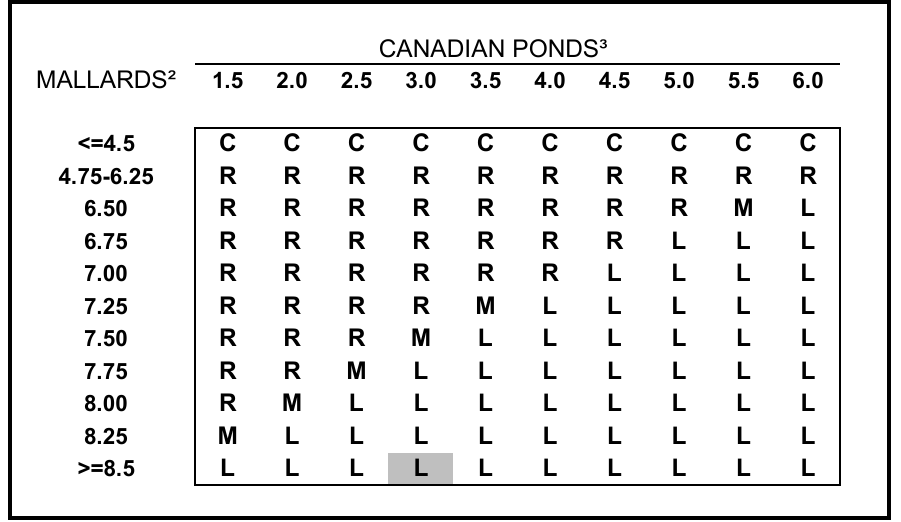 CANADIAN PONDS³
MALLARDS² 1.5 2.0 2.5 3.0 3.5 4.0 4.5 5.0 5.5 6.0
<=4.5 C C C C C C C C C C
4.75-6.25 R R R R R R R R R R
6.50 R R R R R R R R M L
6.75 R R R R R R R L L L
7.00 R R R R R R L L L L
7.25 R R R R M L L L L L
7.50 R R R M L L L L L L
7.75 R R M L L L L L L L
8.00 R M L L L L L L L L
8.25 M L L L L L L L L L
>=8.5 L L L L L L L L L L